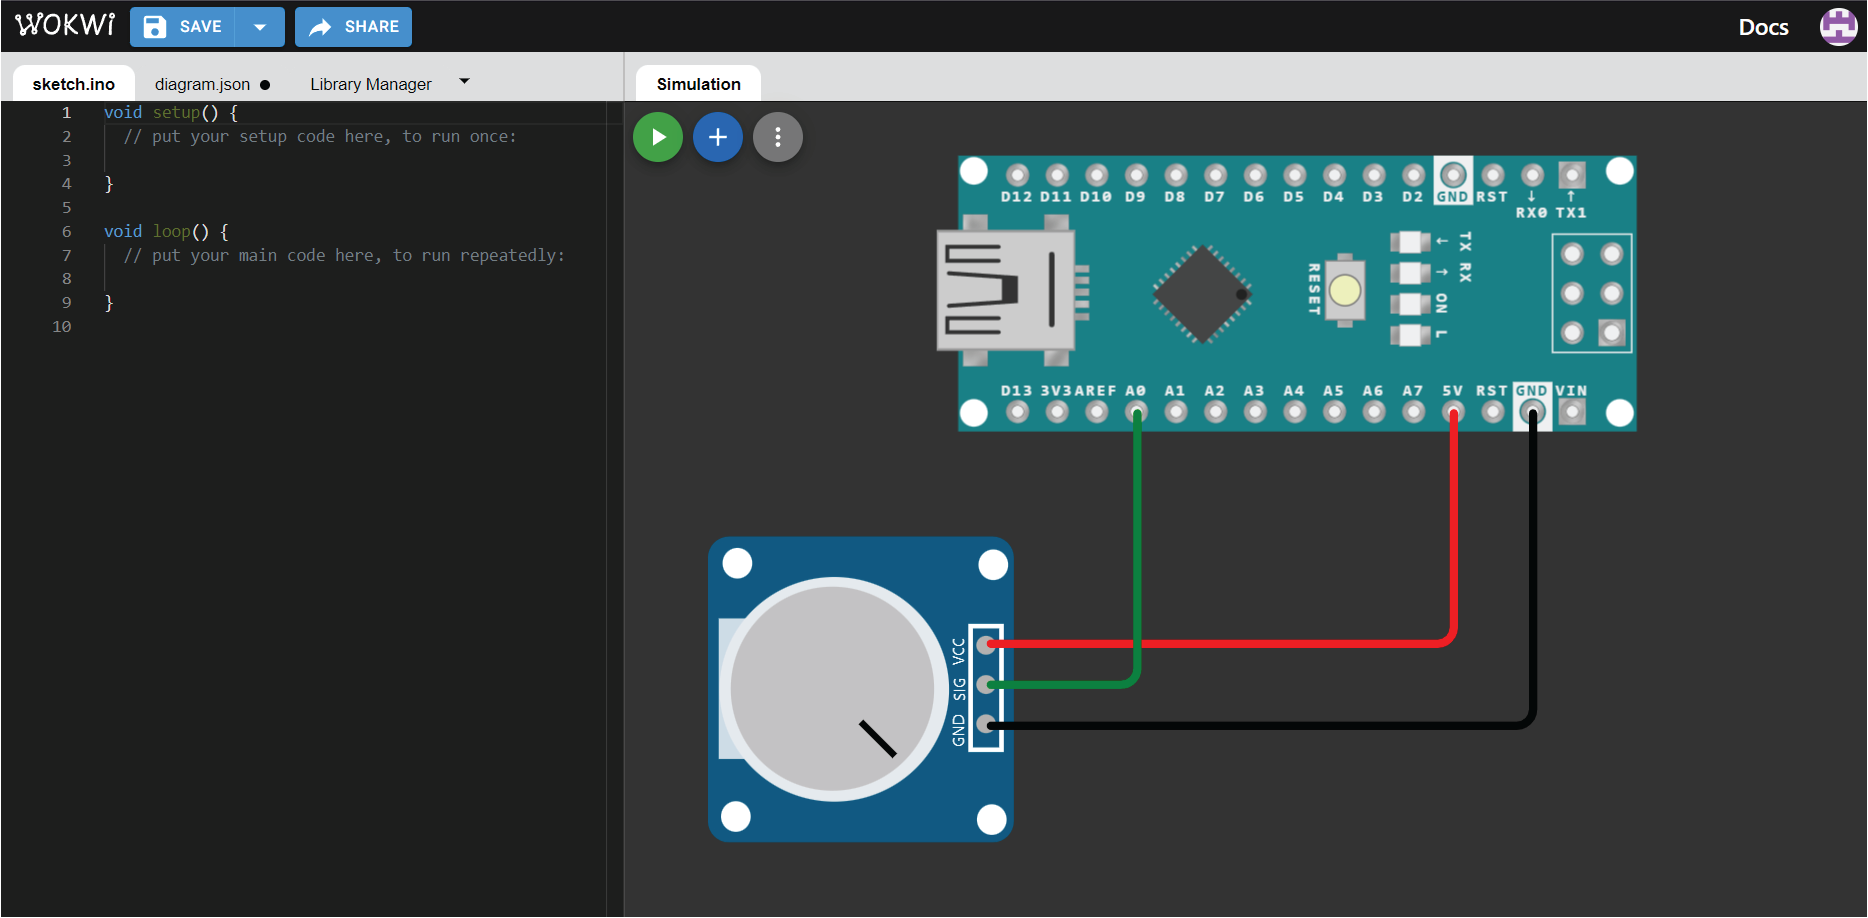 WOKWI SAVE SHARE Docs
sketch.ino diagram.json ● Library Manager Simulation
1 void setup() {
2 // put your setup code here, to run once:
3
4 }
5
6 void loop() {
7 // put your main code here, to run repeatedly:
8
9 }
10
D12 D11 D10 D9 D8 D7 D6 D5 D4 D3 D2 GND RST ↓ ↑
RX0 TX1
RESET
← TX
→ RX
ON
L
D13 3V3 AREF A0 A1 A2 A3 A4 A5 A6 A7 5V RST GND VIN
VCC
SIG
GND